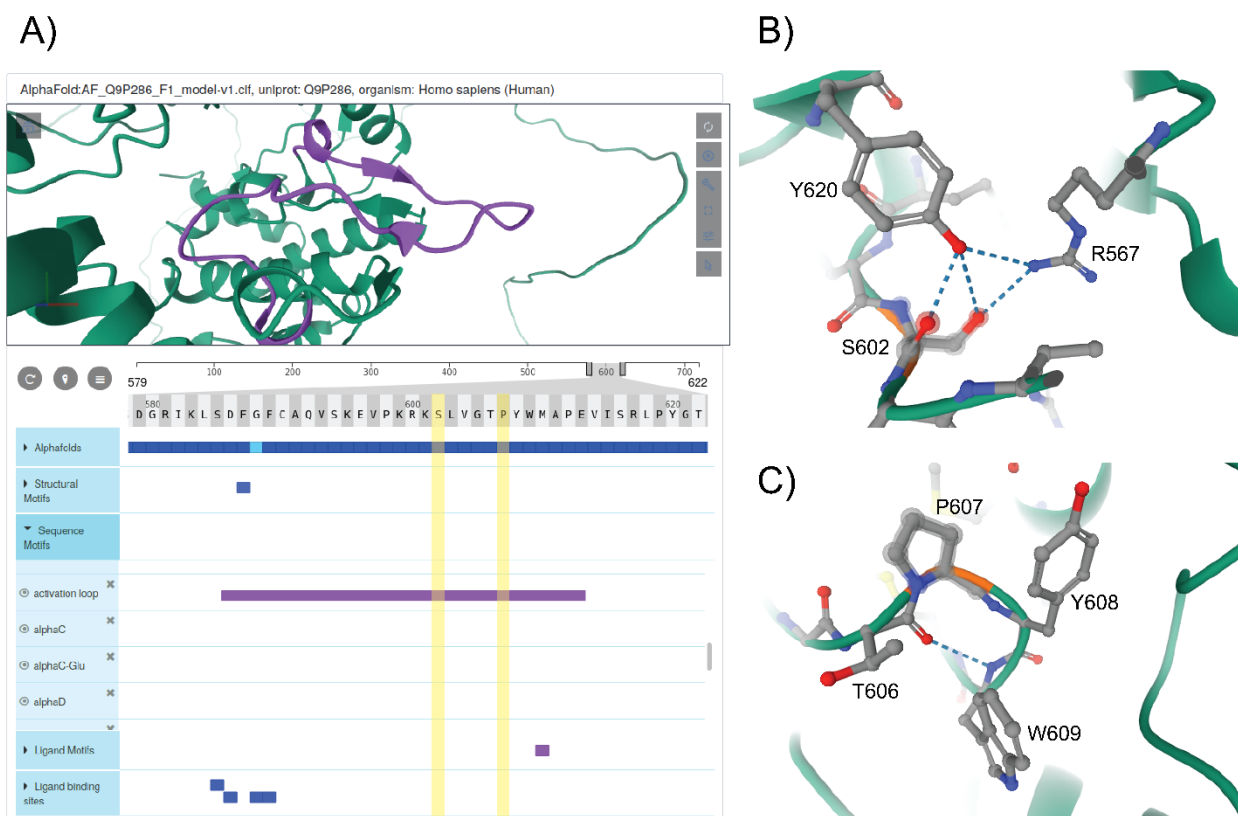 A)
AlphaFold:AF_Q9P286_F1_model-v1.cif, uniprot: Q9P286, organism: Homo sapiens (Human)
100 200 300 400 500 600 700
579 622
580 600 620
D G R I K L S D F G F C A Q V S K E V P K R K S L V G T P Y W M A P E V I S R L P Y G T
Alphafolds
Structural
Motifs
Sequence
Motifs
activation loop
alphaC
alphaC-Glu
alphaD
Ligand Motifs
Ligand binding
sites
B)
Y620
R567
S602
C)
P607
Y608
T606
W609